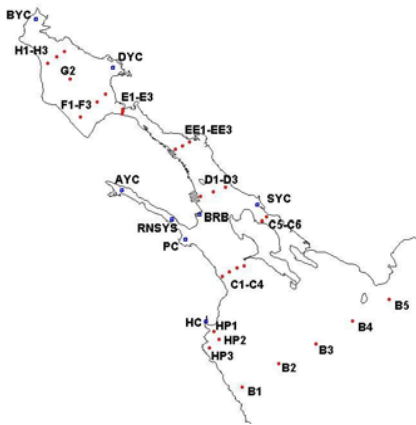 BYC
H1-H3
DYC
G2
F1-F3
E1-E3
EE1-EE3
AYC
D1-D3
SYC
RNSYS
BRB
C5-C6
PC
C1-C4
B5
HC
HP1
B4
HP2
B3
HP3
B2
B1